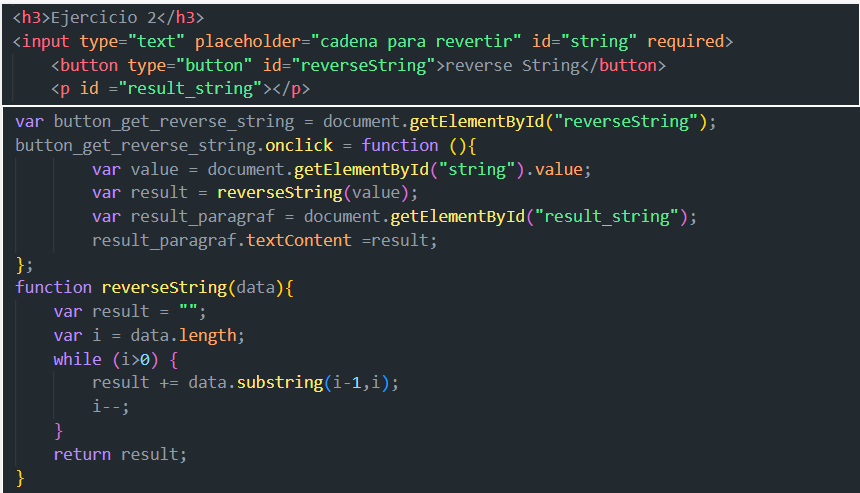 <h3>Ejercicio 2</h3>
<input type="text" placeholder="cadena para revertir" id="string" required>
<button type="button" id="reverseString">reverse String</button>
<p id ="result_string"></p>
var button_get_reverse_string = document.getElementById("reverseString");
button_get_reverse_string.onclick = function (){
var value = document.getElementById("string").value;
var result = reverseString(value);
var result_paragraf = document.getElementById("result_string");
result_paragraf.textContent =result;
};
function reverseString(data){
var result = "";
var i = data.length;
while (i>0) {
result += data.substring(i-1,i);
i--;
}
return result;
}